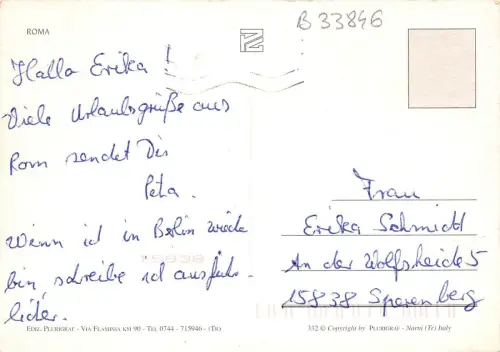 ROMA
B 33846
Hallo Erika!
Viele Urlaubsgrüße aus
Rom sendet Dir
Peta.
Wenn ich in Berlin wieder
bin, schreibe ich ausführ-
licher.
Frau
Erika Schmidt
An der Wolfsheide 5
15838 Sperenberg
EDIZ. PLURIGRAF - VIA FLAMINIA KM 90 - TEL 0744 - 715946 - (TR)
332 © Copyright by PLURIGRAF - Narni (Tr) Italy